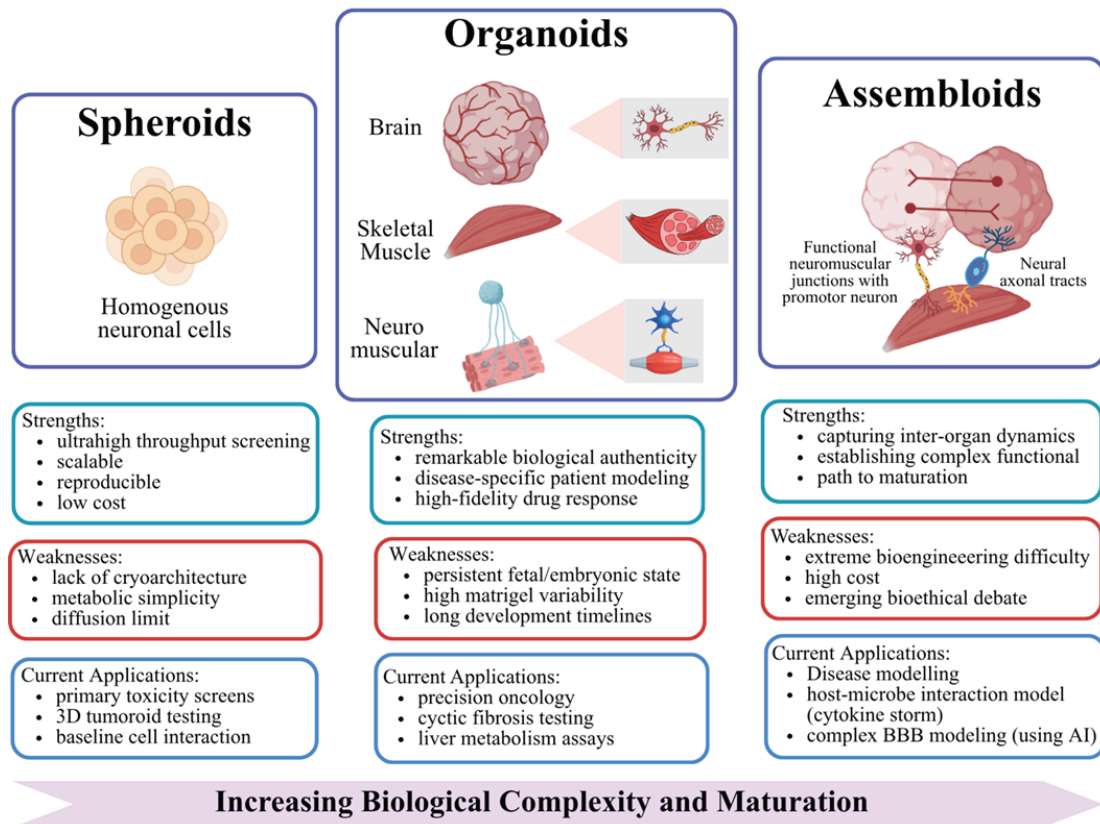 Spheroids
Homogenous
neuronal cells
Strengths:
• ultrahigh throughput screening
• scalable
• reproducible
• low cost
Weaknesses:
• lack of cryoarchitecture
• metabolic simplicity
• diffusion limit
Current Applications:
• primary toxicity screens
• 3D tumoroid testing
• baseline cell interaction
Organoids
Brain
Skeletal
Muscle
Neuro
muscular
Strengths:
• remarkable biological authenticity
• disease-specific patient modeling
• high-fidelity drug response
Weaknesses:
• persistent fetal/embryonic state
• high matrigel variability
• long development timelines
Current Applications:
• precision oncology
• cyctic fibrosis testing
• liver metabolism assays
Assembloids
Functional
neuromuscular
junctions with
promotor neuron
Neural
axonal tracts
Strengths:
• capturing inter-organ dynamics
• establishing complex functional
• path to maturation
Weaknesses:
• extreme bioengineering difficulty
• high cost
• emerging bioethical debate
Current Applications:
• Disease modelling
• host-microbe interaction model
(cytokine storm)
• complex BBB modeling (using AI)
Increasing Biological Complexity and Maturation